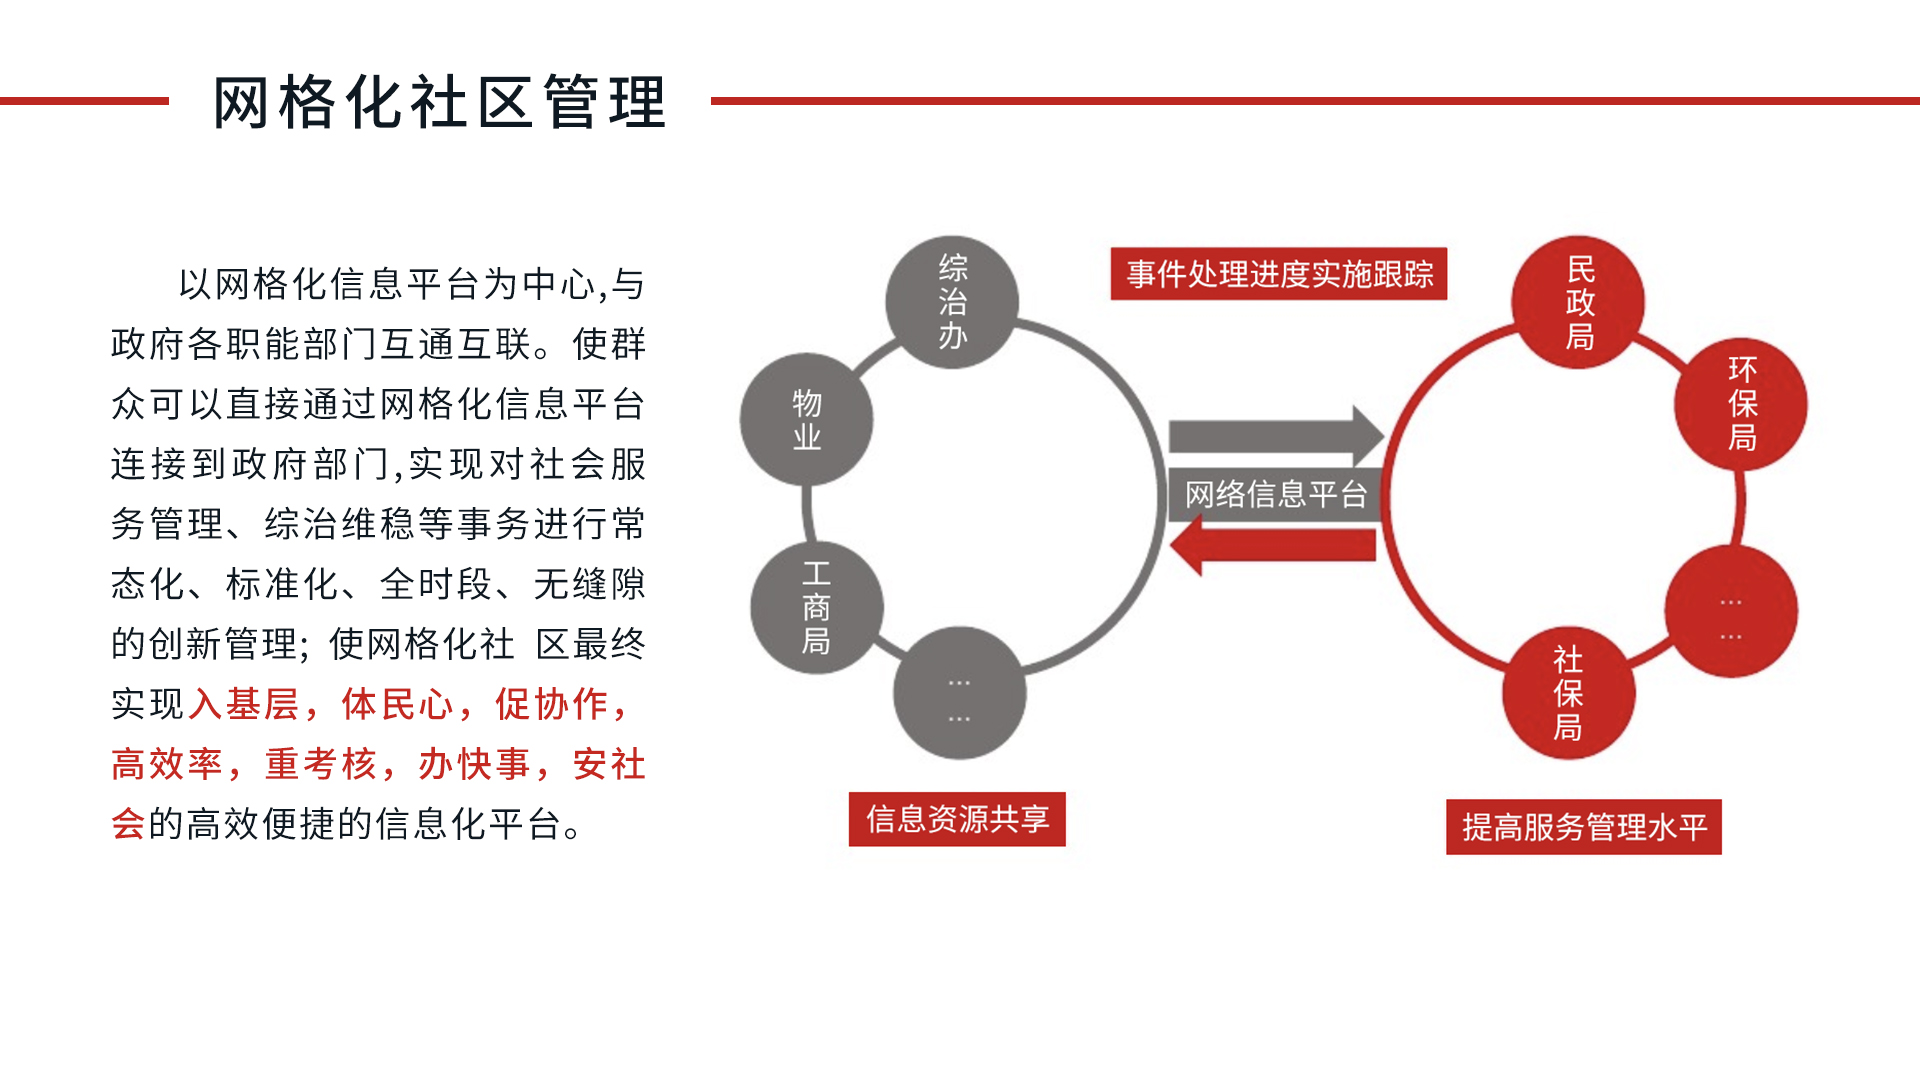 网格化社区管理
以网格化信息平台为中心,与
政府各职能部门互通互联。使群
众可以直接通过网格化信息平台
连接到政府部门,实现对社会服
务管理、综治维稳等事务进行常
态化、标准化、全时段、无缝隙
的创新管理; 使网格化社 区最终
实现入基层，体民心，促协作，
高效率，重考核，办快事，安社
会的高效便捷的信息化平台。
综
治
办
物
业
工
商
局
...
...
信息资源共享
事件处理进度实施跟踪
网络信息平台
民
政
局
环
保
局
...
...
社
保
局
提高服务管理水平